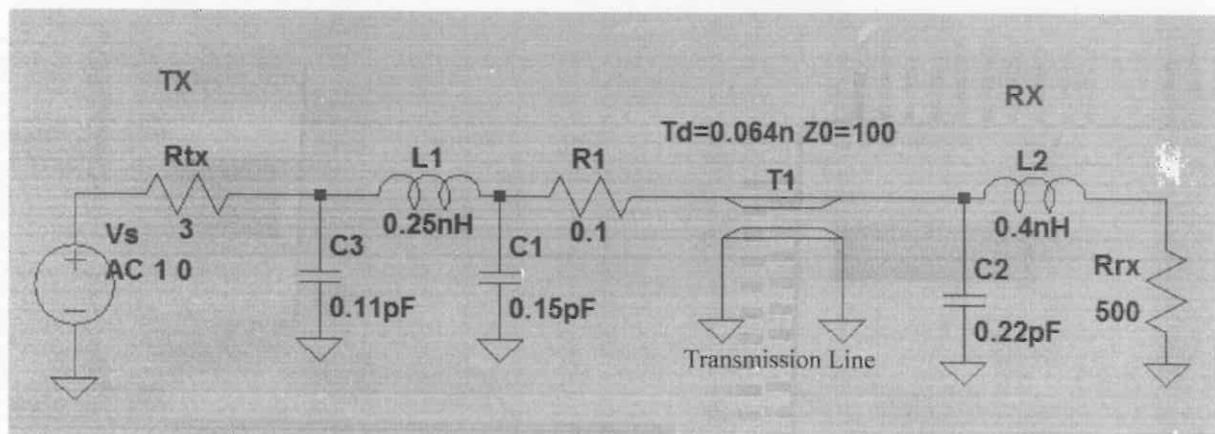 TX
RX
Td=0.064n Z0=100
Rtx
L1
R1
T1
L2
3
0.25nH
0.1
0.4nH
Vs
AC 1 0
C3
C1
C2
Rrx
0.11pF
0.15pF
0.22pF
500
Transmission Line